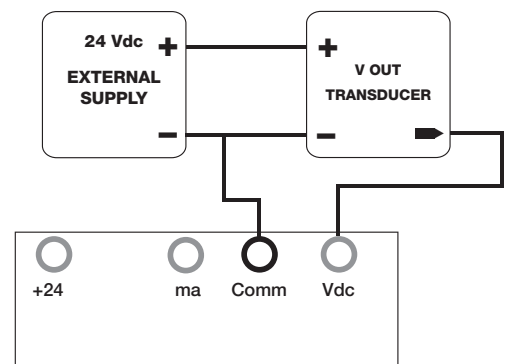 24 Vdc +
EXTERNAL
SUPPLY
−
+
V OUT
TRANSDUCER
−
+24
ma
Comm
Vdc